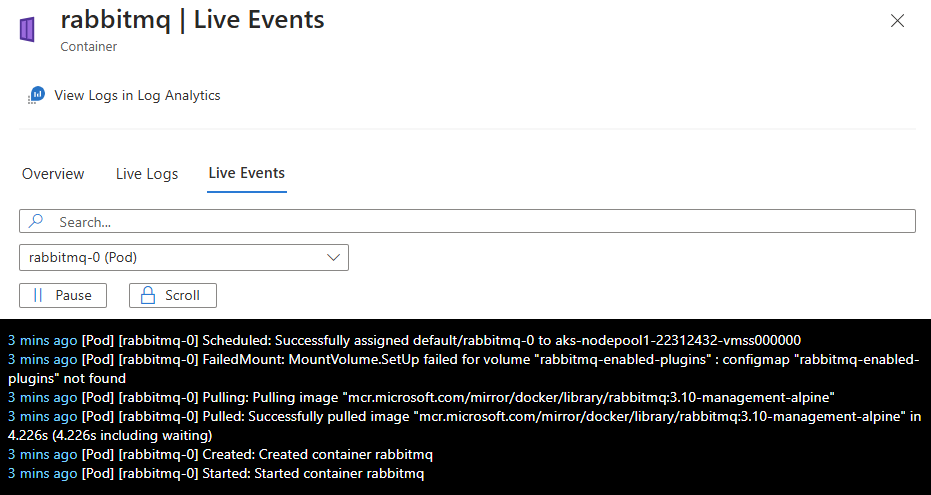 rabbitmq | Live Events
Container
View Logs in Log Analytics
Overview Live Logs Live Events
Search...
rabbitmq-0 (Pod)
Pause Scroll
3 mins ago [Pod] [rabbitmq-0] Scheduled: Successfully assigned default/rabbitmq-0 to aks-nodepool1-22312432-vmss000000
3 mins ago [Pod] [rabbitmq-0] FailedMount: MountVolume.SetUp failed for volume "rabbitmq-enabled-plugins" : configmap "rabbitmq-enabled-
plugins" not found
3 mins ago [Pod] [rabbitmq-0] Pulling: Pulling image "mcr.microsoft.com/mirror/docker/library/rabbitmq:3.10-management-alpine"
3 mins ago [Pod] [rabbitmq-0] Pulled: Successfully pulled image "mcr.microsoft.com/mirror/docker/library/rabbitmq:3.10-management-alpine" in
4.226s (4.226s including waiting)
3 mins ago [Pod] [rabbitmq-0] Created: Created container rabbitmq
3 mins ago [Pod] [rabbitmq-0] Started: Started container rabbitmq